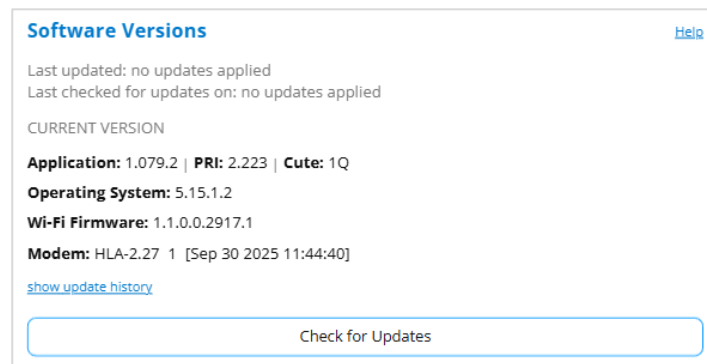 Software Versions
Help
Last updated: no updates applied
Last checked for updates on: no updates applied
CURRENT VERSION
Application: 1.079.2 | PRI: 2.223 | Cute: 1Q
Operating System: 5.15.1.2
Wi-Fi Firmware: 1.1.0.0.2917.1
Modem: HLA-2.27 1 [Sep 30 2025 11:44:40]
show update history
Check for Updates